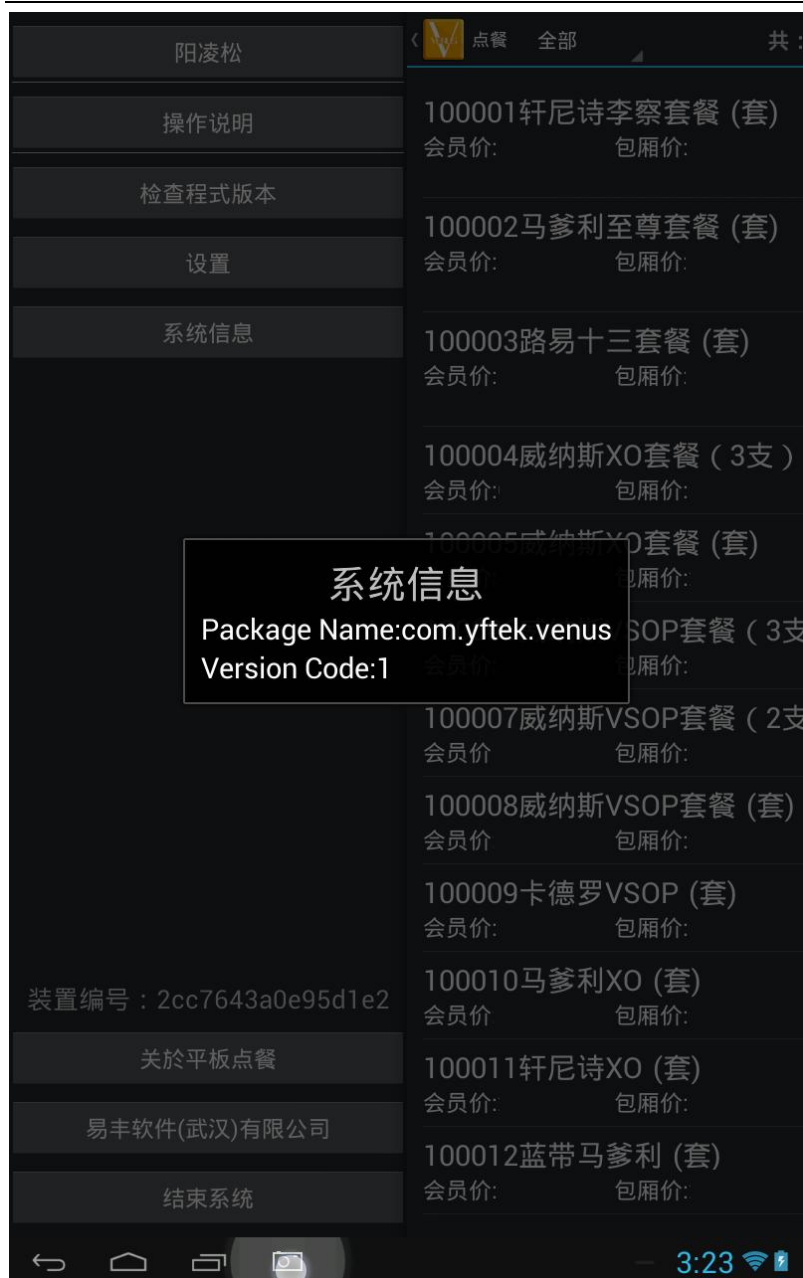 阳凌松
操作说明
检查程式版本
设置
系统信息
装置编号：2cc7643a0e95d1e2
关於平板点餐
易丰软件(武汉)有限公司
结束系统
点餐 全部 共：
100001轩尼诗李察套餐 (套)
会员价: 包厢价:
100002马爹利至尊套餐 (套)
会员价: 包厢价:
100003路易十三套餐 (套)
会员价: 包厢价:
100004威纳斯XO套餐（3支）
会员价: 包厢价:
100005威纳斯XO套餐 (套)
包厢价:
VSOP套餐（3支
会员价: 包厢价:
100007威纳斯VSOP套餐（2支
会员价 包厢价:
100008威纳斯VSOP套餐 (套)
会员价 包厢价:
100009卡德罗VSOP (套)
会员价: 包厢价:
100010马爹利XO (套)
会员价 包厢价:
100011轩尼诗XO (套)
会员价: 包厢价:
100012蓝带马爹利 (套)
会员价: 包厢价:
系统信息
Package Name:com.yftek.venus
Version Code:1
3:23